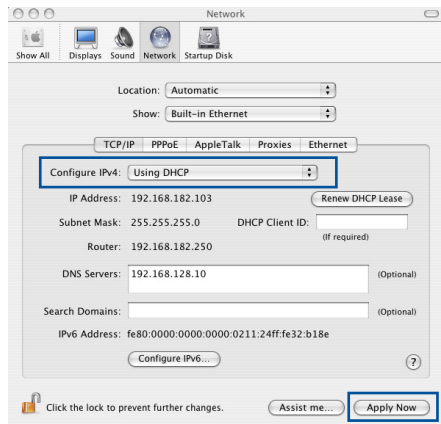 Network
Show All Displays Sound Network Startup Disk
Location: Automatic
Show: Built-in Ethernet
TCP/IP PPPoE AppleTalk Proxies Ethernet
Configure IPv4: Using DHCP
IP Address: 192.168.182.103 Renew DHCP Lease
Subnet Mask: 255.255.255.0 DHCP Client ID:
(If required)
Router: 192.168.182.250
DNS Servers: 192.168.128.10 (Optional)
Search Domains: (Optional)
IPv6 Address: fe80:0000:0000:0000:0211:24ff:fe32:b18e
Configure IPv6... ?
Click the lock to prevent further changes. Assist me... Apply Now